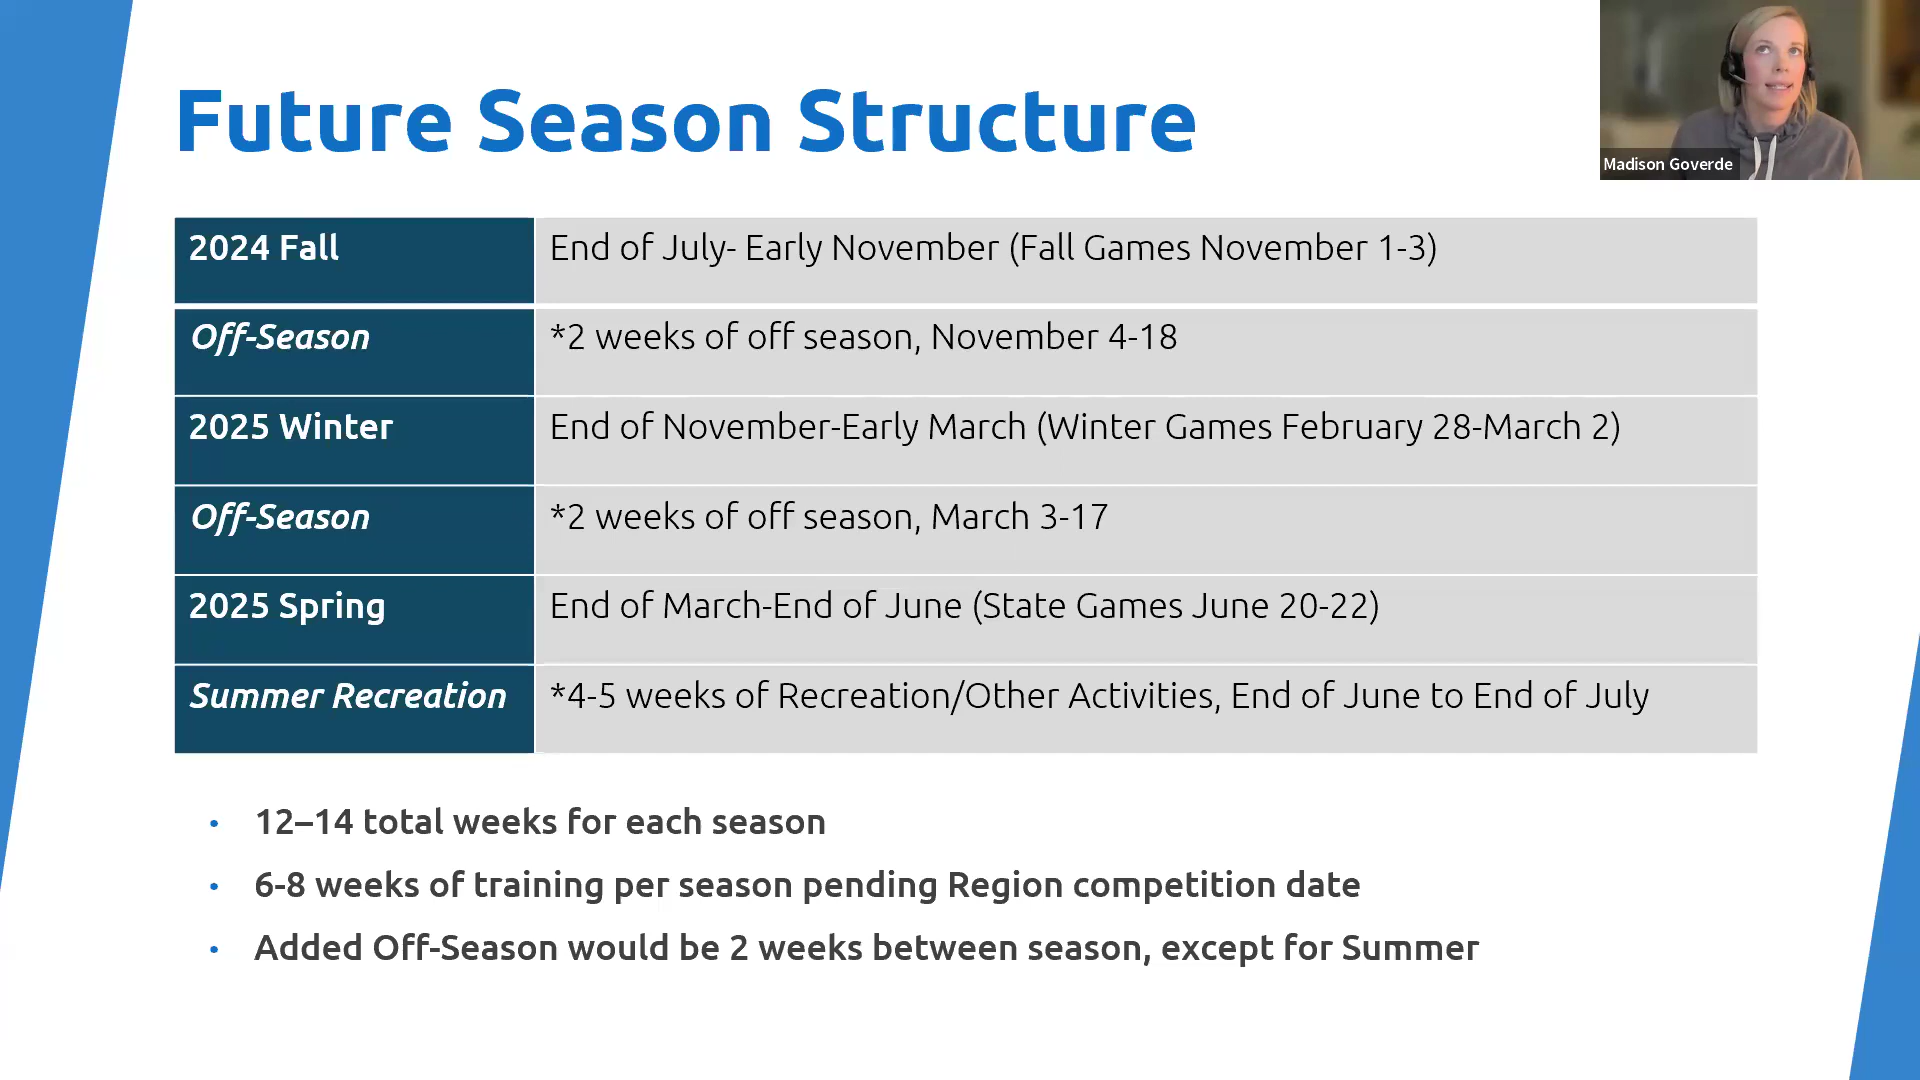 Future Season Structure
Madison Goverde
2024 Fall
End of July- Early November (Fall Games November 1-3)
Off-Season
*2 weeks of off season, November 4-18
2025 Winter
End of November-Early March (Winter Games February 28-March 2)
Off-Season
*2 weeks of off season, March 3-17
2025 Spring
End of March-End of June (State Games June 20-22)
Summer Recreation
*4-5 weeks of Recreation/Other Activities, End of June to End of July
• 12–14 total weeks for each season
• 6-8 weeks of training per season pending Region competition date
• Added Off-Season would be 2 weeks between season, except for Summer